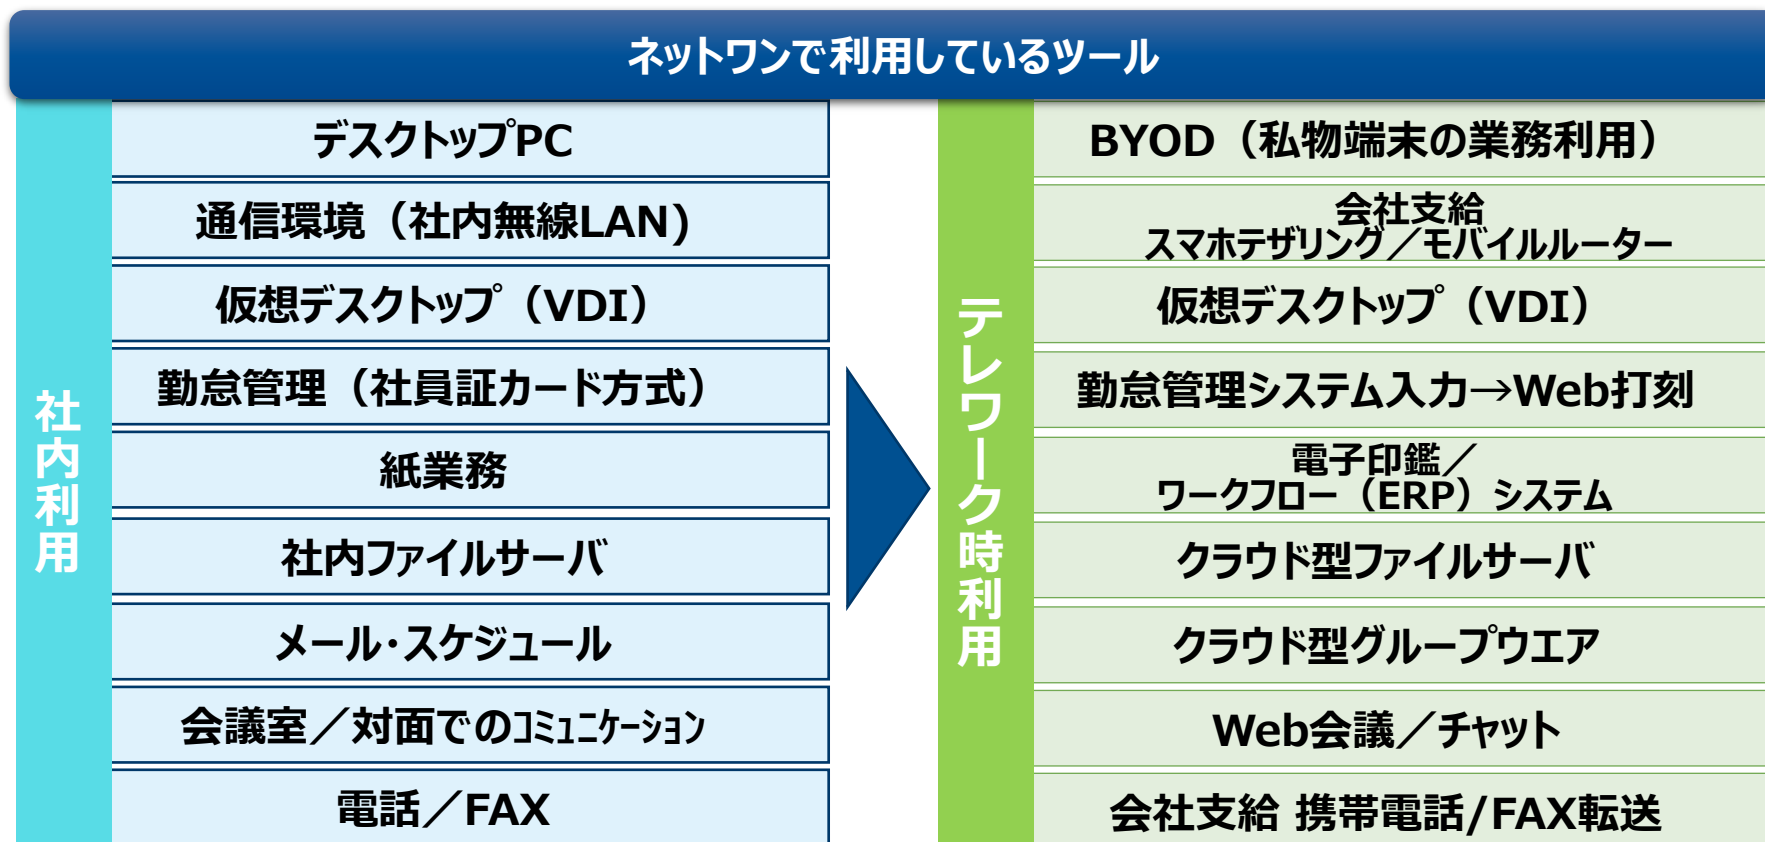 ネットワンで利用しているツール
社内利用
デスクトップPC
通信環境（社内無線LAN)
仮想デスクトップ（VDI）
勤怠管理（社員証カード方式）
紙業務
社内ファイルサーバ
メール・スケジュール
会議室／対面でのｺﾐｭﾆｹｰｼｮﾝ
電話／FAX
テレワーク時利用
BYOD（私物端末の業務利用）
会社支給
スマホテザリング／モバイルルーター
仮想デスクトップ（VDI）
勤怠管理システム入力→Web打刻
電子印鑑／
ワークフロー（ERP）システム
クラウド型ファイルサーバ
クラウド型グループウエア
Web会議／チャット
会社支給 携帯電話/FAX転送